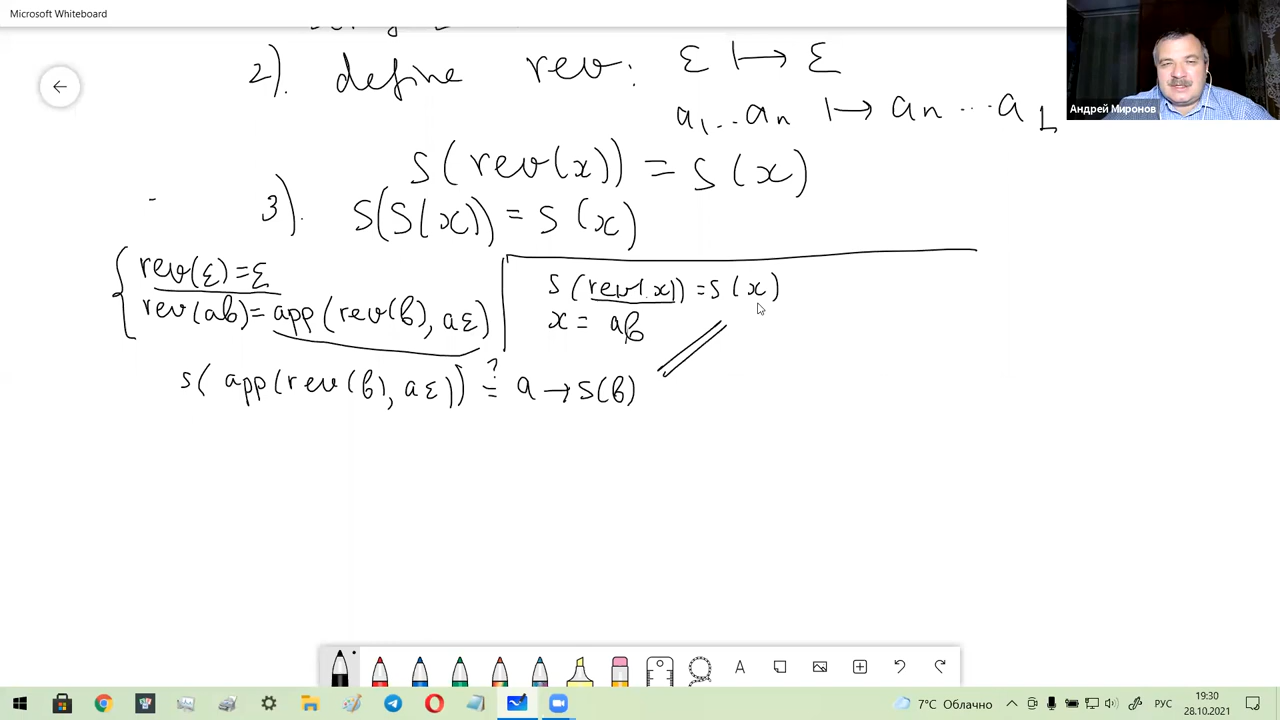 Microsoft Whiteboard
2). define rev: ε ↦ ε
a₁...aₙ ↦ aₙ...a₁
Андрей Миронов
s(rev(x)) = s(x)
3). s(s(x)) = s(x)
rev(ε)=ε
rev(ab)=app(rev(b), aε)
s(rev(x))=s(x)
x = ab
s(app(rev(b), aε)) ?= a → s(b)
A
7°C Облачно
РУС
19:30
28.10.2021